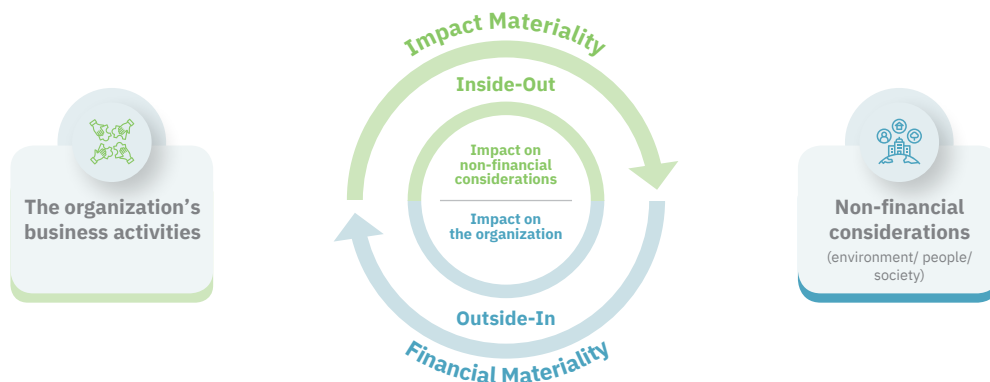 Impact Materiality
Inside-Out
Impact on
non-financial
considerations
Impact on
the organization
Outside-In
Financial Materiality
The organization’s
business activities
Non-financial
considerations
(environment/ people/
society)